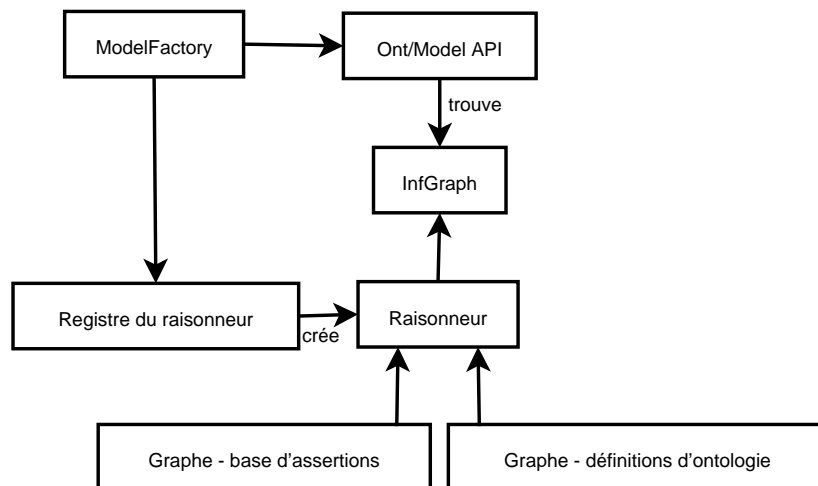 ModelFactory
Ont/Model API
trouve
InfGraph
Registre du raisonneur
crée
Raisonneur
Graphe - base d'assertions
Graphe - définitions d'ontologie